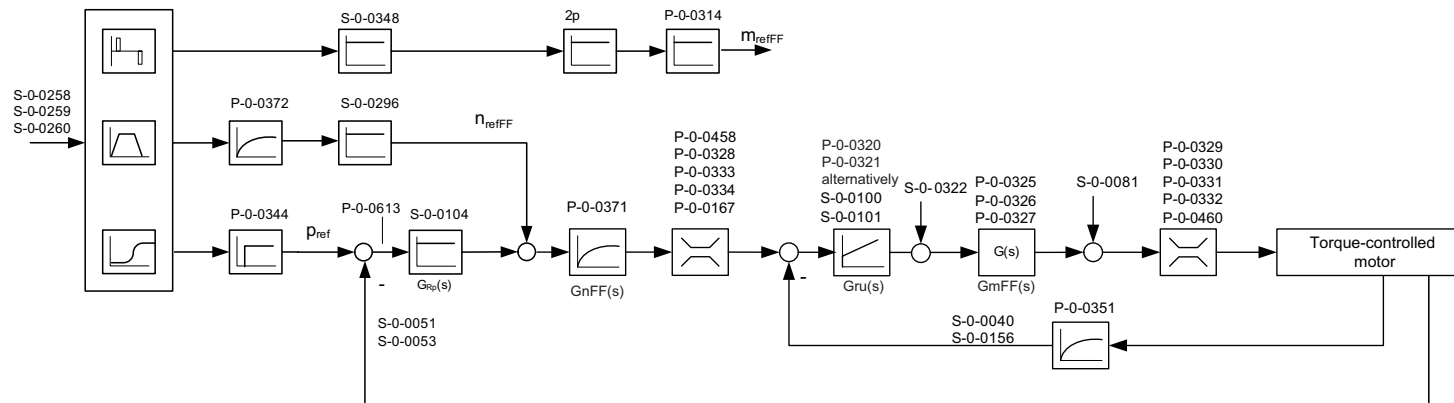 S-0-0348
2p
P-0-0314
m refFF
S-0-0258
S-0-0259
S-0-0260
P-0-0372
S-0-0296
n refFF
P-0-0344
p ref
P-0-0613
S-0-0104
G Rp (s)
-
S-0-0051
S-0-0053
P-0-0371
GnFF(s)
P-0-0458
P-0-0328
P-0-0333
P-0-0334
P-0-0167
-
P-0-0320
P-0-0321
alternatively
S-0-0100
S-0-0101
Gru(s)
S-0-0322
P-0-0325
P-0-0326
P-0-0327
G(s)
GmFF(s)
S-0-0081
P-0-0329
P-0-0330
P-0-0331
P-0-0332
P-0-0460
Torque-controlled
motor
S-0-0040
S-0-0156
P-0-0351